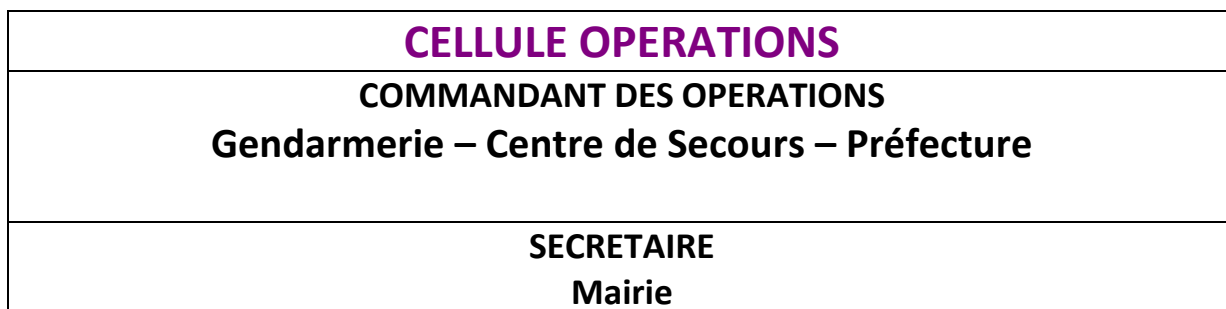 CELLULE OPERATIONS
COMMANDANT DES OPERATIONS
Gendarmerie – Centre de Secours – Préfecture
SECRETAIRE
Mairie